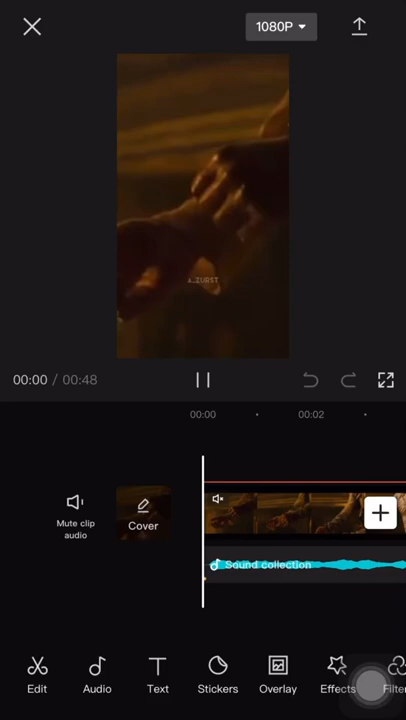 1080P
A_ZURST
00:00 / 00:48
00:00
00:02
Mute clip
audio
Cover
Sound collection
Edit
Audio
Text
Stickers
Overlay
Effects
Filter